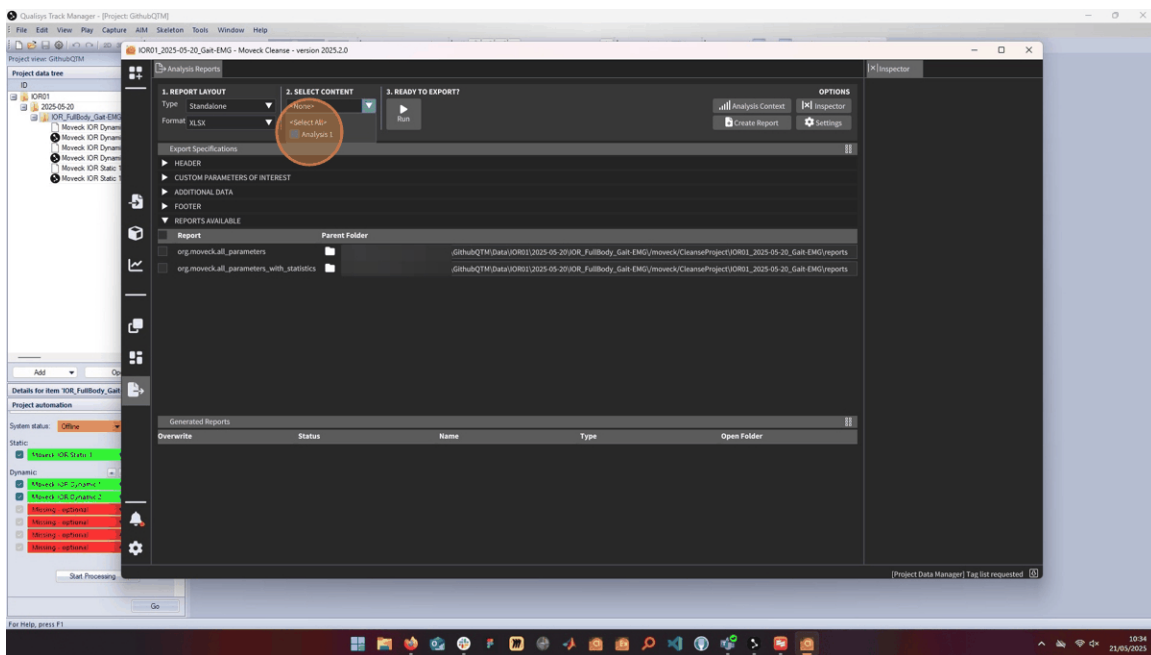 Qualisys Track Manager - [Project: GithubQTM]
File Edit View Play Capture AIM Skeleton Tools Window Help
Project view: GithubQTM
Project data tree
ID
IOR01
2025-05-20
IOR_FullBody_Gait-EMG
Moveck IOR Dynami
Moveck IOR Dynami
Moveck IOR Dynami
Moveck IOR Dynami
Moveck IOR Static 1
Moveck IOR Static 1
Add
Details for item 'IOR_FullBody_Gait
Project automation
System status: Offline
Static
Moveck IOR Static 1
Dynamic
Moveck IOR Dynamic 1
Moveck IOR Dynamic 2
Missing - optional
Missing - optional
Missing - optional
Missing - optional
Start Processing
Go
For Help, press F1
IOR01_2025-05-20_Gait-EMG - Moveck Cleanse - version 2025.2.0
Analysis Reports
Inspector
1. REPORT LAYOUT
2. SELECT CONTENT
3. READY TO EXPORT?
OPTIONS
Type Standalone
<None>
Run
Analysis Context
Inspector
Format XLSX
<Select All>
Analysis 1
Create Report
Settings
Export Specifications
HEADER
CUSTOM PARAMETERS OF INTEREST
ADDITIONAL DATA
FOOTER
REPORTS AVAILABLE
Report Parent Folder
org.moveck.all_parameters \GithubQTM\Data\IOR01\2025-05-20\IOR_FullBody_Gait-EMG\/moveck/CleanseProject\IOR01_2025-05-20_Gait-EMG\reports
org.moveck.all_parameters_with_statistics \GithubQTM\Data\IOR01\2025-05-20\IOR_FullBody_Gait-EMG\/moveck/CleanseProject\IOR01_2025-05-20_Gait-EMG\reports
Generated Reports
Overwrite Status Name Type Open Folder
[Project Data Manager] Tag list requested
10:34
21/05/2025